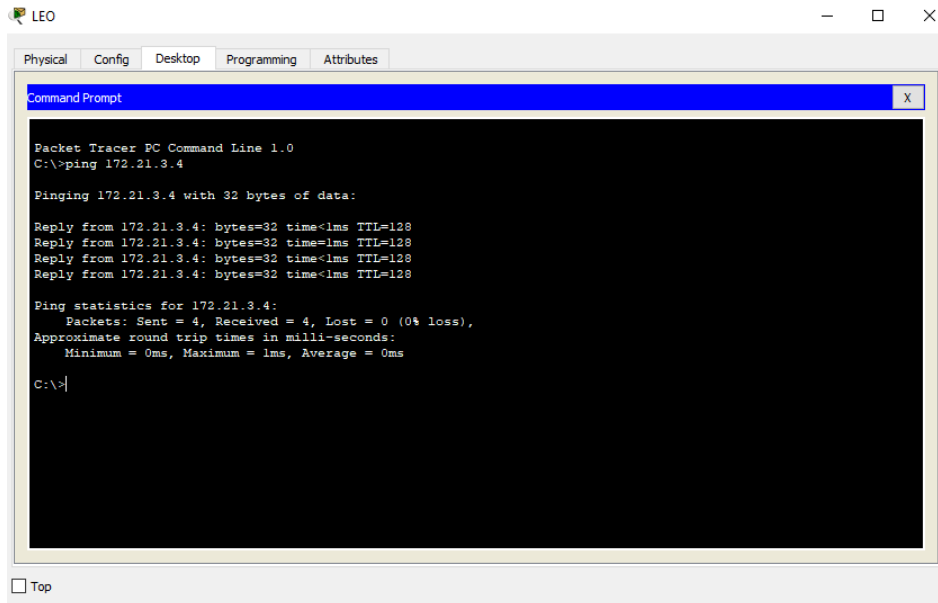 LEO
Physical Config Desktop Programming Attributes
Command Prompt X
Packet Tracer PC Command Line 1.0
C:\>ping 172.21.3.4
Pinging 172.21.3.4 with 32 bytes of data:
Reply from 172.21.3.4: bytes=32 time<1ms TTL=128
Reply from 172.21.3.4: bytes=32 time=1ms TTL=128
Reply from 172.21.3.4: bytes=32 time<1ms TTL=128
Reply from 172.21.3.4: bytes=32 time<1ms TTL=128
Ping statistics for 172.21.3.4:
Packets: Sent = 4, Received = 4, Lost = 0 (0% loss),
Approximate round trip times in milli-seconds:
Minimum = 0ms, Maximum = 1ms, Average = 0ms
C:\>
Top